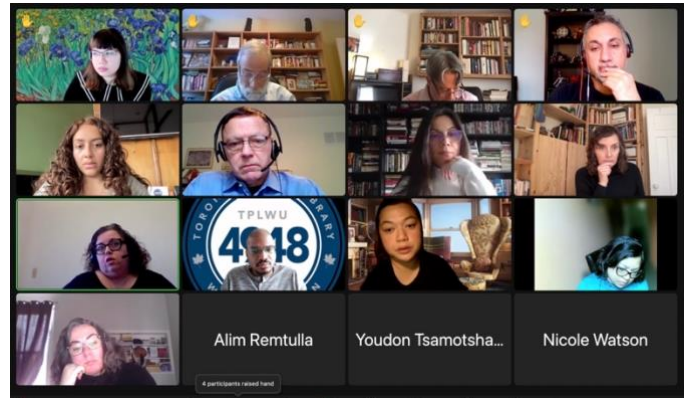 TPLWU
4948
Alim Remtulla
Youdon Tsamotsha...
Nicole Watson
4 participants raised hand